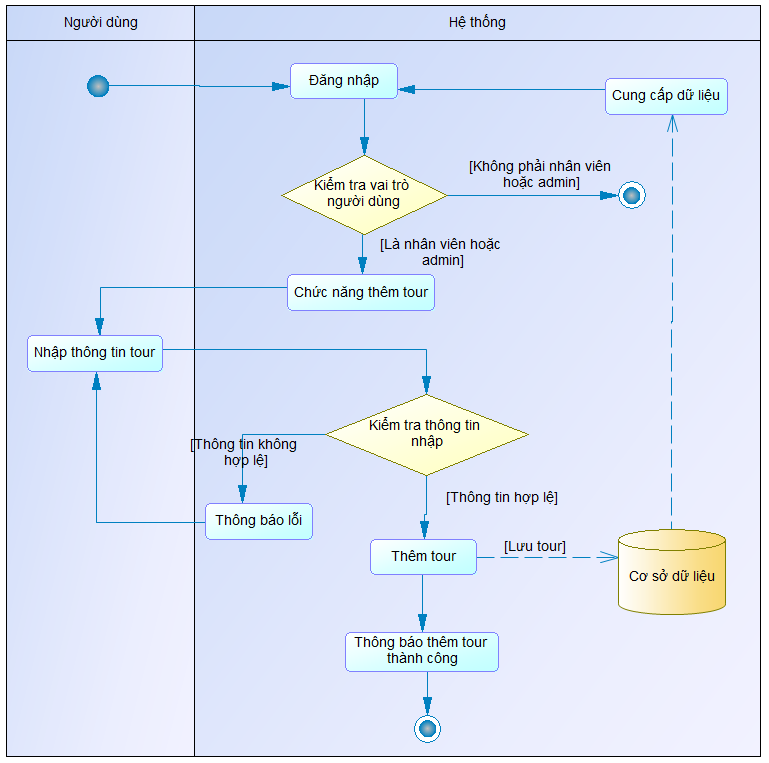 Người dùng
Hệ thống
Đăng nhập
Cung cấp dữ liệu
Kiểm tra vai trò
người dùng
[Không phải nhân viên
hoặc admin]
[Là nhân viên hoặc
admin]
Chức năng thêm tour
Nhập thông tin tour
Kiểm tra thông tin
nhập
[Thông tin không
hợp lệ]
[Thông tin hợp lệ]
Thông báo lỗi
Thêm tour
[Lưu tour]
Cơ sở dữ liệu
Thông báo thêm tour
thành công